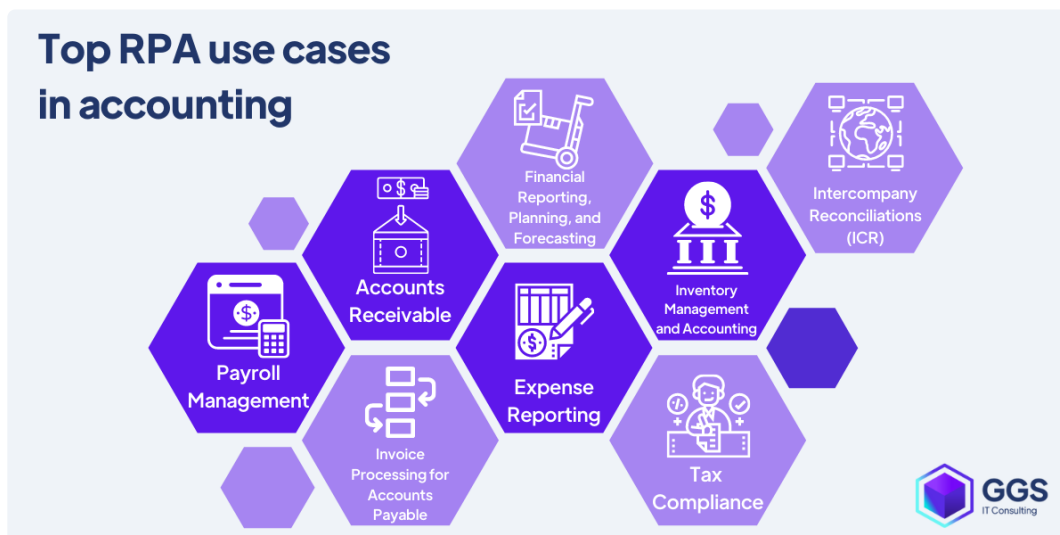 Top RPA use cases
in accounting
Financial
Reporting,
Planning, and
Forecasting
Intercompany
Reconciliations
(ICR)
Accounts
Receivable
Inventory
Management
and Accounting
Payroll
Management
Expense
Reporting
Invoice
Processing for
Accounts
Payable
Tax
Compliance
GGS
IT Consulting